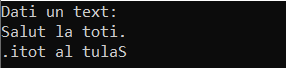 Dati un text:
Salut la toti.
.itot al tulaS